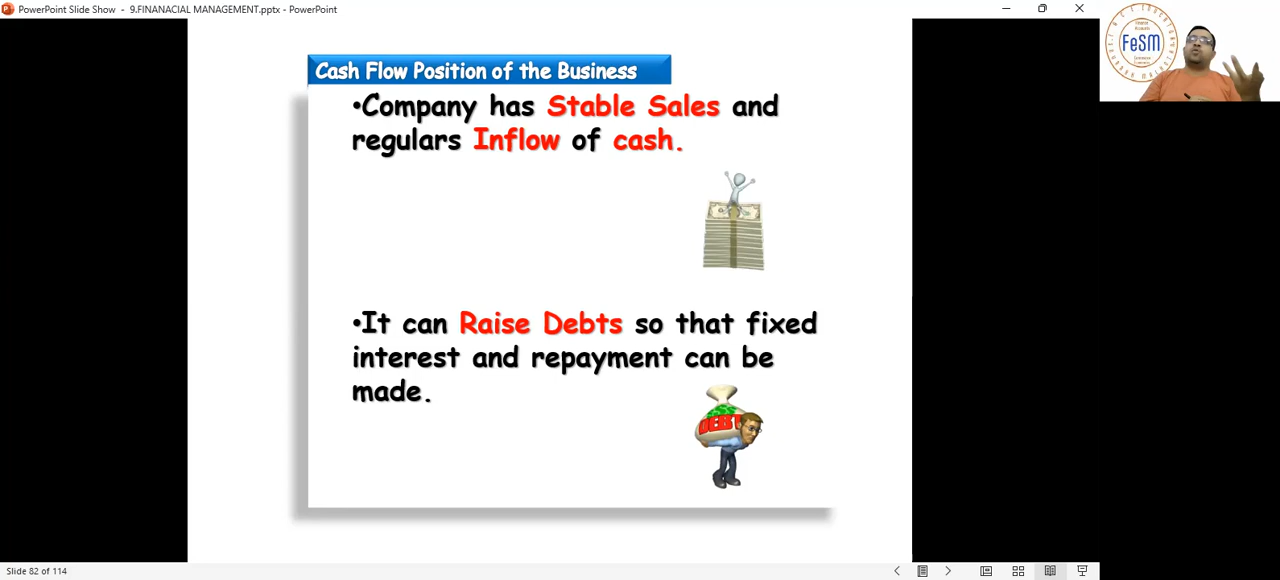 PowerPoint Slide Show - 9.FINANACIAL MANAGEMENT.pptx - PowerPoint
FeSM
Cash Flow Position of the Business
•Company has Stable Sales and
regulars Inflow of cash.
•It can Raise Debts so that fixed
interest and repayment can be
made.
DEBT
Slide 82 of 114